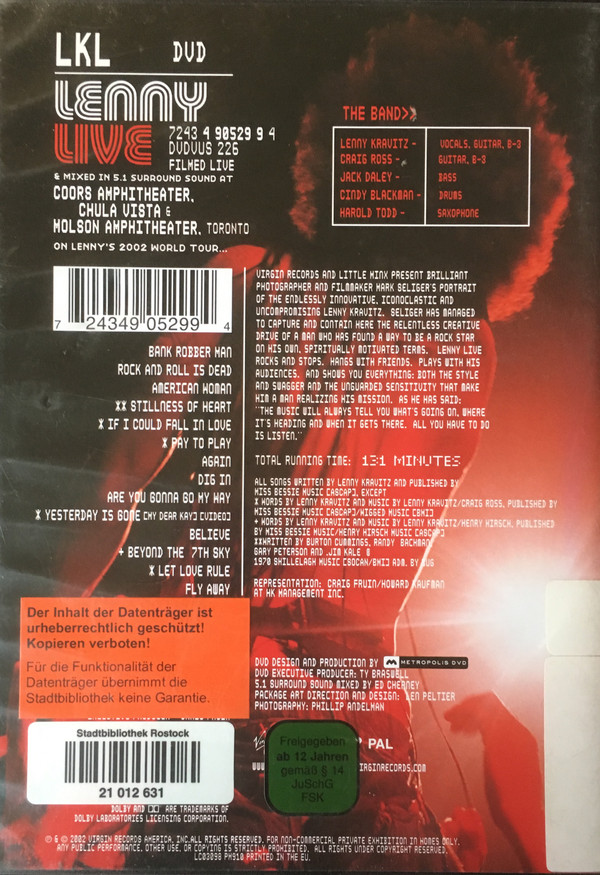 LKL DVD
LENNY
LIVE
7243 4 90529 9 4
DVDVUS 226
FILMED LIVE
& MIXED IN 5.1 SURROUND SOUND AT
COORS AMPHITHEATER,
CHULA VISTA &
MOLSON AMPHITHEATER, TORONTO
ON LENNY'S 2002 WORLD TOUR...
THE BAND>>
LENNY KRAVITZ - VOCALS, GUITAR, B-3
CRAIG ROSS - GUITAR, B-3
JACK DALEY - BASS
CINDY BLACKMAN - DRUMS
HAROLD TODD - SAXOPHONE
7 24349 05299 4
BANK ROBBER MAN
ROCK AND ROLL IS DEAD
AMERICAN WOMAN
XX STILLNESS OF HEART
X IF I COULD FALL IN LOVE
X PAY TO PLAY
AGAIN
DIG IN
ARE YOU GONNA GO MY WAY
X YESTERDAY IS GONE [MY DEAR KAY] [VIDEO]
BELIEVE
+ BEYOND THE 7TH SKY
X LET LOVE RULE
FLY AWAY
VIRGIN RECORDS AND LITTLE MINX PRESENT BRILLIANT
PHOTOGRAPHER AND FILMMAKER MARK SELIGER'S PORTRAIT
OF THE ENDLESSLY INNOVATIVE, ICONOCLASTIC AND
UNCOMPROMISING LENNY KRAVITZ. SELIGER HAS MANAGED
TO CAPTURE AND CONTAIN HERE THE RELENTLESS CREATIVE
DRIVE OF A MAN WHO HAS FOUND A WAY TO BE A ROCK STAR
ON HIS OWN, SPIRITUALLY MOTIVATED TERMS. LENNY LIVE
ROCKS AND STOPS. HANGS WITH FRIENDS. PLAYS WITH HIS
AUDIENCES. AND SHOWS YOU EVERYTHING: BOTH THE STYLE
AND SWAGGER AND THE UNGUARDED SENSITIVITY THAT MAKE
HIM A MAN REALIZING HIS MISSION. AS HE HAS SAID:
"THE MUSIC WILL ALWAYS TELL YOU WHAT'S GOING ON, WHERE
IT'S HEADING AND WHEN IT GETS THERE. ALL YOU HAVE TO DO
IS LISTEN."
TOTAL RUNNING TIME: 131 MINUTES
ALL SONGS WRITTEN BY LENNY KRAVITZ AND PUBLISHED BY
MISS BESSIE MUSIC [ASCAP], EXCEPT
X WORDS BY LENNY KRAVITZ AND MUSIC BY LENNY KRAVITZ/CRAIG ROSS, PUBLISHED BY
MISS BESSIE MUSIC [ASCAP]/WIGGED MUSIC [BMI]
+ WORDS BY LENNY KRAVITZ AND MUSIC BY LENNY KRAVITZ/HENRY HIRSCH, PUBLISHED
BY MISS BESSIE MUSIC/HENRY HIRSCH MUSIC [ASCAP]
XXWRITTEN BY BURTON CUMMINGS, RANDY BACHMAN
GARY PETERSON AND JIM KALE ©
1970 SHILLELAGH MUSIC [SOCAN/BMI] ADM. BY BUG
REPRESENTATION: CRAIG FRUIN/HOWARD KAUFMAN
AT HK MANAGEMENT INC.
Der Inhalt der Datenträger ist
urheberrechtlich geschützt!
Kopieren verboten!
Für die Funktionalität der
Datenträger übernimmt die
Stadtbibliothek keine Garantie.
DVD DESIGN AND PRODUCTION BY METROPOLIS DVD
DVD EXECUTIVE PRODUCER: TY BRASWELL
5.1 SURROUND SOUND MIXED BY ED CHERNEY
PACKAGE ART DIRECTION AND DESIGN: LEN PELTIER
PHOTOGRAPHY: PHILLIP ANDELMAN
Stadtbibliothek Rostock
21 012 631
Freigegeben
ab 12 Jahren
gemäß § 14
JuSchG
FSK
PAL
VIRGINRECORDS.COM
DOLBY AND ARE TRADEMARKS OF
DOLBY LABORATORIES LICENSING CORPORATION.
℗ & © 2002 VIRGIN RECORDS AMERICA, INC. ALL RIGHTS RESERVED. FOR NON-COMMERCIAL PRIVATE EXHIBITION IN HOMES ONLY.
ANY PUBLIC PERFORMANCE, OTHER USE, OR COPYING IS STRICTLY PROHIBITED. ALL RIGHTS UNDER COPYRIGHT RESERVED.
LC03098 PM910 PRINTED IN THE EU.